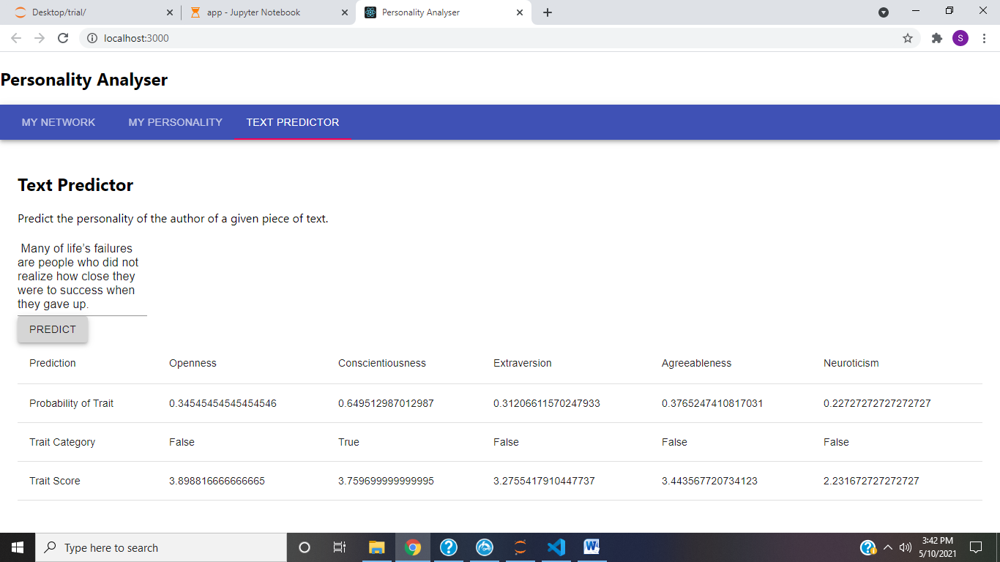 Desktop/trial/
app - Jupyter Notebook
Personality Analyser
localhost:3000
S
Personality Analyser
MY NETWORK MY PERSONALITY TEXT PREDICTOR
Text Predictor
Predict the personality of the author of a given piece of text.
Many of life’s failures
are people who did not
realize how close they
were to success when
they gave up.
PREDICT
Prediction Openness Conscientiousness Extraversion Agreeableness Neuroticism
Probability of Trait 0.34545454545454546 0.649512987012987 0.31206611570247933 0.3765247410817031 0.22727272727272727
Trait Category False True False False False
Trait Score 3.898816666666665 3.759699999999995 3.2755417910447737 3.443567720734123 2.231672727272727
Type here to search
3:42 PM
5/10/2021